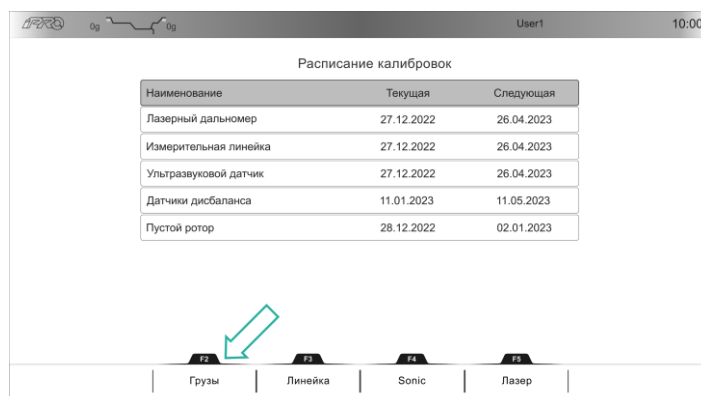 iPRO 0g 0g User1 10:00
Расписание калибровок
Наименование Текущая Следующая
Лазерный дальномер 27.12.2022 26.04.2023
Измерительная линейка 27.12.2022 26.04.2023
Ультразвуковой датчик 27.12.2022 26.04.2023
Датчики дисбаланса 11.01.2023 11.05.2023
Пустой ротор 28.12.2022 02.01.2023
F2 F3 F4 F5
Грузы Линейка Sonic Лазер